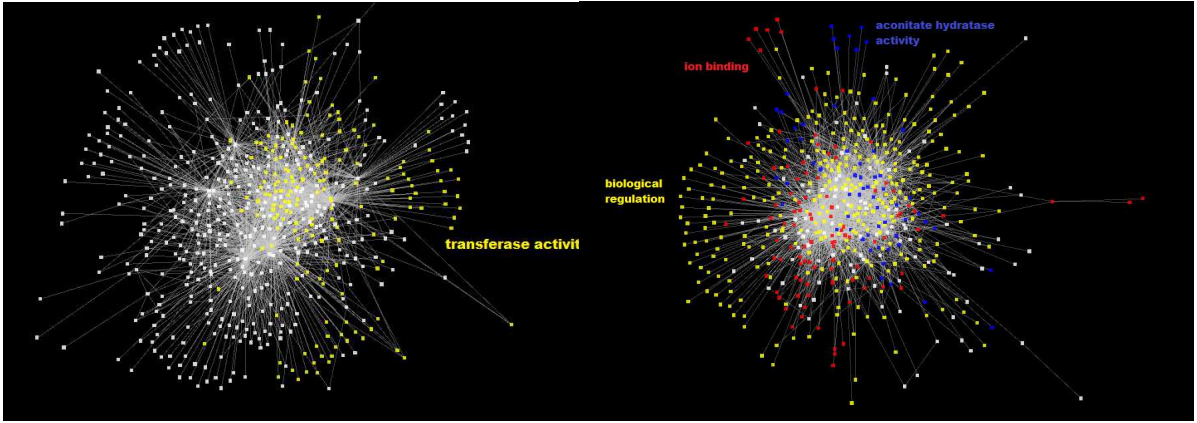 transferase activit
aconitate hydratase
activity
ion binding
biological
regulation